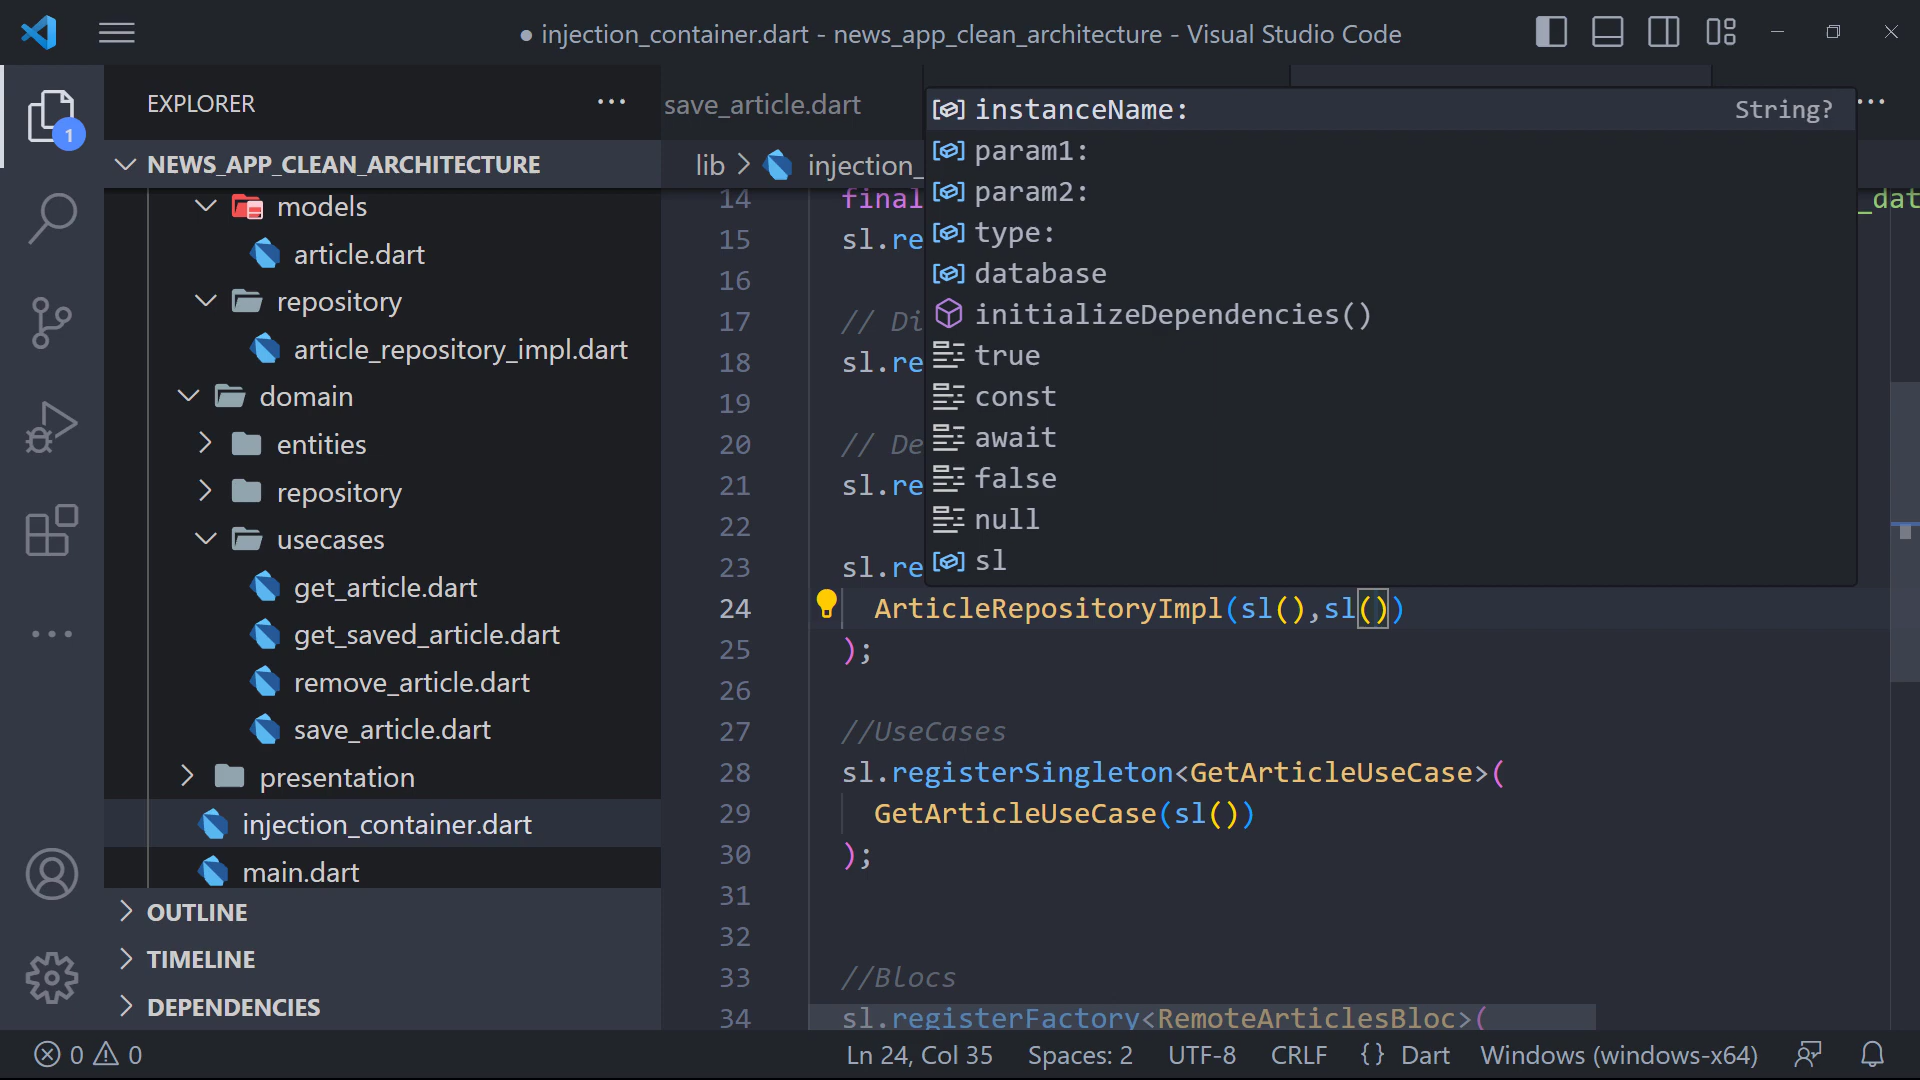 ● injection_container.dart - news_app_clean_architecture - Visual Studio Code
EXPLORER
1
NEWS_APP_CLEAN_ARCHITECTURE
models
article.dart
repository
article_repository_impl.dart
domain
entities
repository
usecases
get_article.dart
get_saved_article.dart
remove_article.dart
save_article.dart
presentation
injection_container.dart
main.dart
OUTLINE
TIMELINE
DEPENDENCIES
save_article.dart
lib > injection_
instanceName: String?
param1:
param2:
type:
database
initializeDependencies()
true
const
await
false
null
sl
14 final _dat
15 sl.re
16
17 // Di
18 sl.re
19
20 // De
21 sl.re
22
23 sl.re
24 ArticleRepositoryImpl(sl(),sl())
25 );
26
27 //UseCases
28 sl.registerSingleton<GetArticleUseCase>(
29 GetArticleUseCase(sl())
30 );
31
32
33 //Blocs
34 sl.registerFactory<RemoteArticlesBloc>(
0 0 Ln 24, Col 35 Spaces: 2 UTF-8 CRLF {} Dart Windows (windows-x64)